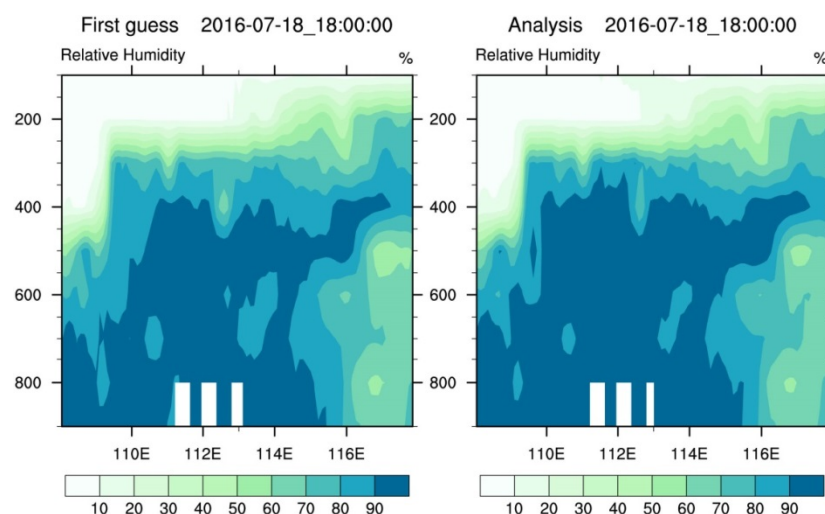 First guess 2016-07-18_18:00:00
Relative Humidity %
200
400
600
800
110E 112E 114E 116E
10 20 30 40 50 60 70 80 90
Analysis 2016-07-18_18:00:00
Relative Humidity %
200
400
600
800
110E 112E 114E 116E
10 20 30 40 50 60 70 80 90